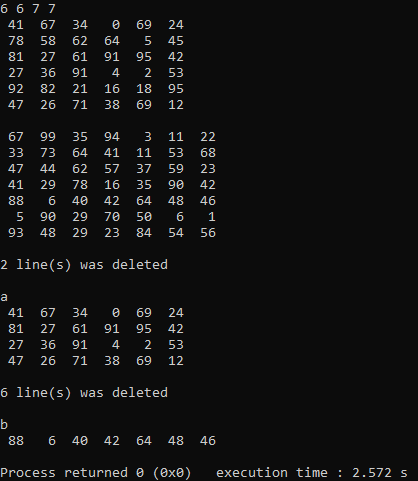 6 6 7 7
41 67 34 0 69 24
78 58 62 64 5 45
81 27 61 91 95 42
27 36 91 4 2 53
92 82 21 16 18 95
47 26 71 38 69 12
67 99 35 94 3 11 22
33 73 64 41 11 53 68
47 44 62 57 37 59 23
41 29 78 16 35 90 42
88 6 40 42 64 48 46
5 90 29 70 50 6 1
93 48 29 23 84 54 56
2 line(s) was deleted
a
41 67 34 0 69 24
81 27 61 91 95 42
27 36 91 4 2 53
47 26 71 38 69 12
6 line(s) was deleted
b
88 6 40 42 64 48 46
Process returned 0 (0x0) execution time : 2.572 s